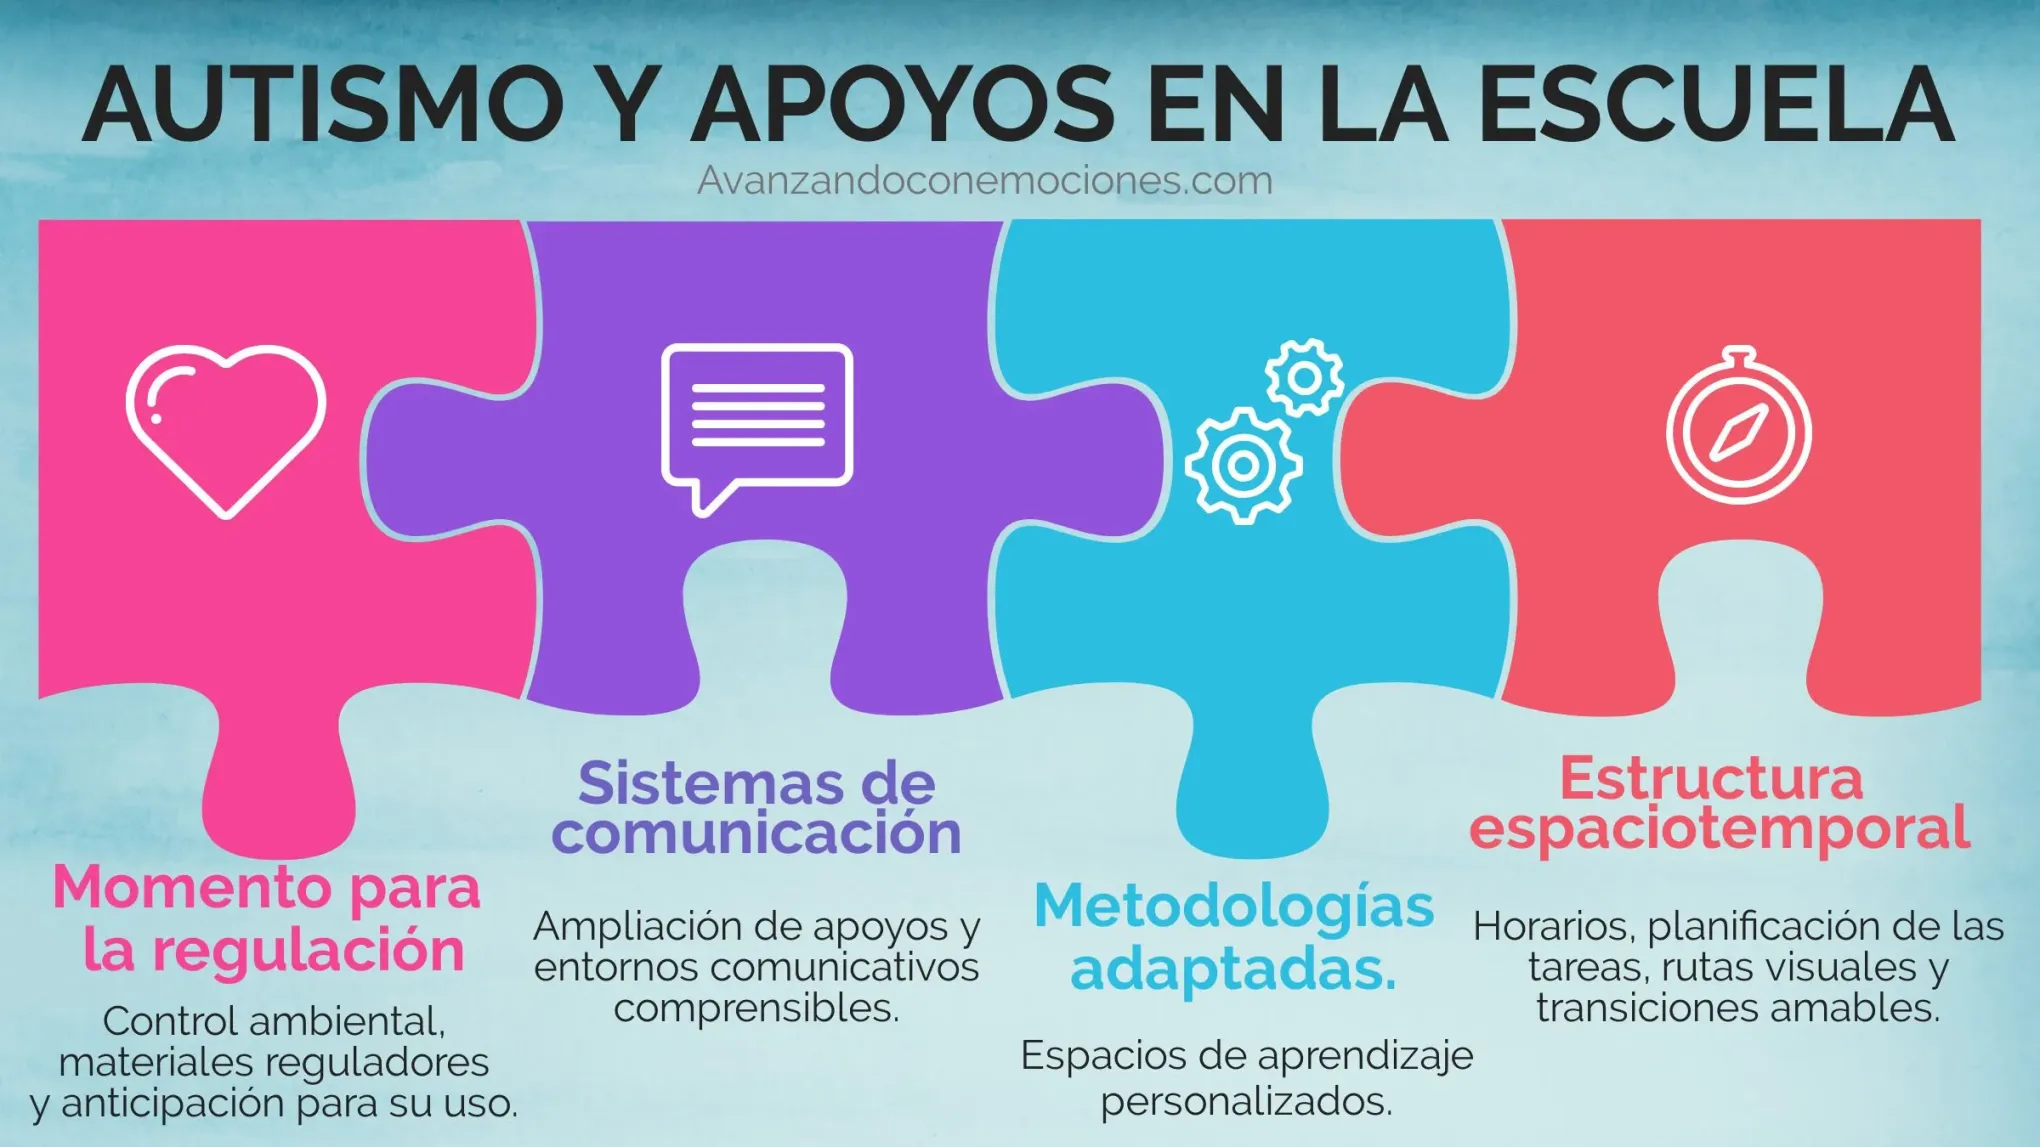 AUTISMO Y APOYOS EN LA ESCUELA
Avanzandoconemociones.com
Momento para
la regulación
Control ambiental,
materiales reguladores
y anticipación para su uso.
Sistemas de
comunicación
Ampliación de apoyos y
entornos comunicativos
comprensibles.
Metodologías
adaptadas.
Espacios de aprendizaje
personalizados.
Estructura
espaciotemporal
Horarios, planificación de las
tareas, rutas visuales y
transiciones amables.